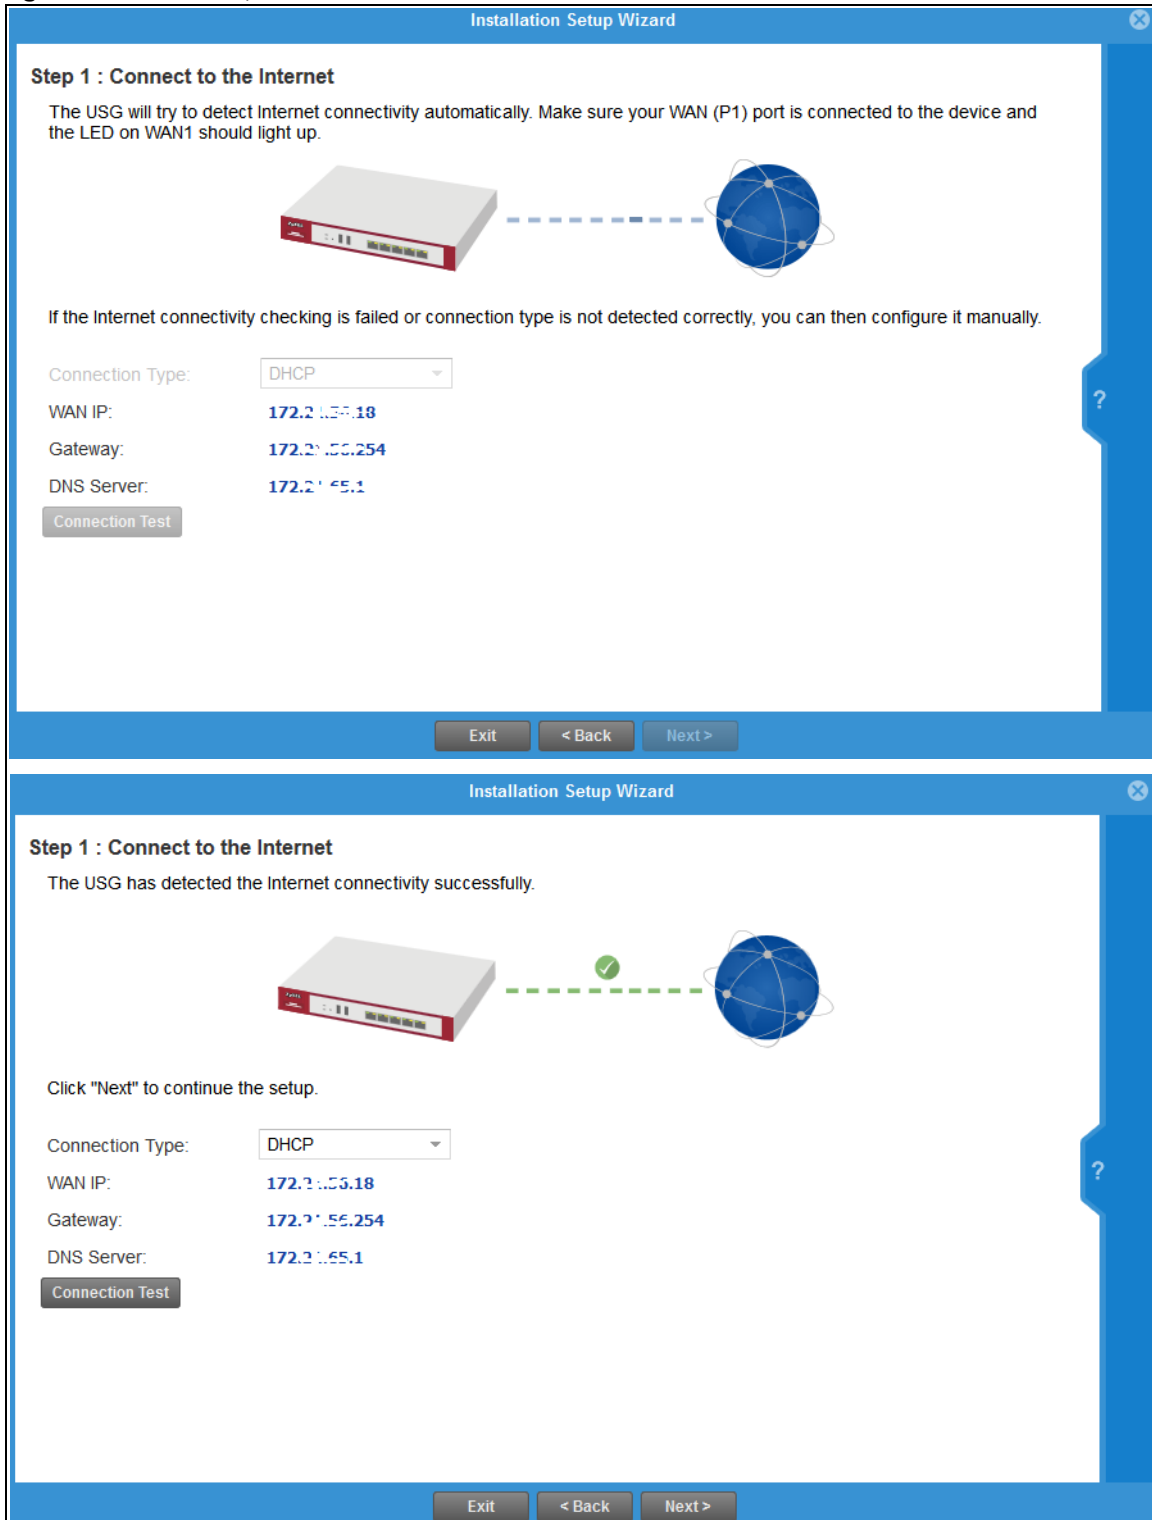 Installation Setup Wizard
Step 1 : Connect to the Internet
The USG will try to detect Internet connectivity automatically. Make sure your WAN (P1) port is connected to the device and
the LED on WAN1 should light up.
If the Internet connectivity checking is failed or connection type is not detected correctly, you can then configure it manually.
Connection Type: DHCP
WAN IP:
Gateway:
DNS Server:
Connection Test
?
Exit < Back Next >
Installation Setup Wizard
Step 1 : Connect to the Internet
The USG has detected the Internet connectivity successfully.
Click "Next" to continue the setup.
Connection Type: DHCP
WAN IP:
Gateway:
DNS Server:
Connection Test
?
Exit < Back Next >